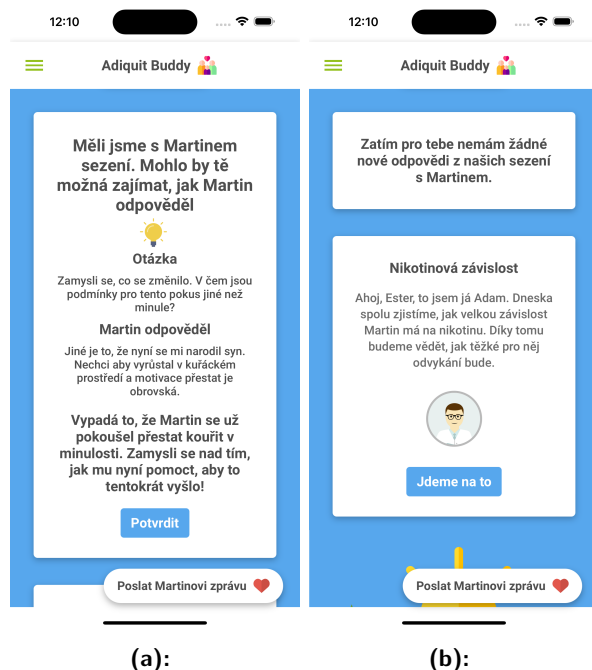 12:10
Adiquit Buddy
Měli jsme s Martinem
sezení. Mohlo by tě
možná zajímat, jak Martin
odpověděl
Otázka
Zamysli se, co se změnilo. V čem jsou
podmínky pro tento pokus jiné než
minule?
Martin odpověděl
Jiné je to, že nyní se mi narodil syn.
Nechci aby vyrůstal v kuřáckém
prostředí a motivace přestat je
obrovská.
Vypadá to, že Martin se už
pokoušel přestat kouřit v
minulosti. Zamysli se nad tím,
jak mu nyní pomoct, aby to
tentokrát vyšlo!
Potvrdit
Poslat Martinovi zprávu
(a):
12:10
Adiquit Buddy
Zatím pro tebe nemám žádné
nové odpovědi z našich sezení
s Martinem.
Nikotinová závislost
Ahoj, Ester, to jsem já Adam. Dneska
spolu zjistíme, jak velkou závislost
Martin má na nikotinu. Díky tomu
budeme vědět, jak těžké pro něj
odvykání bude.
Jdeme na to
Poslat Martinovi zprávu
(b):